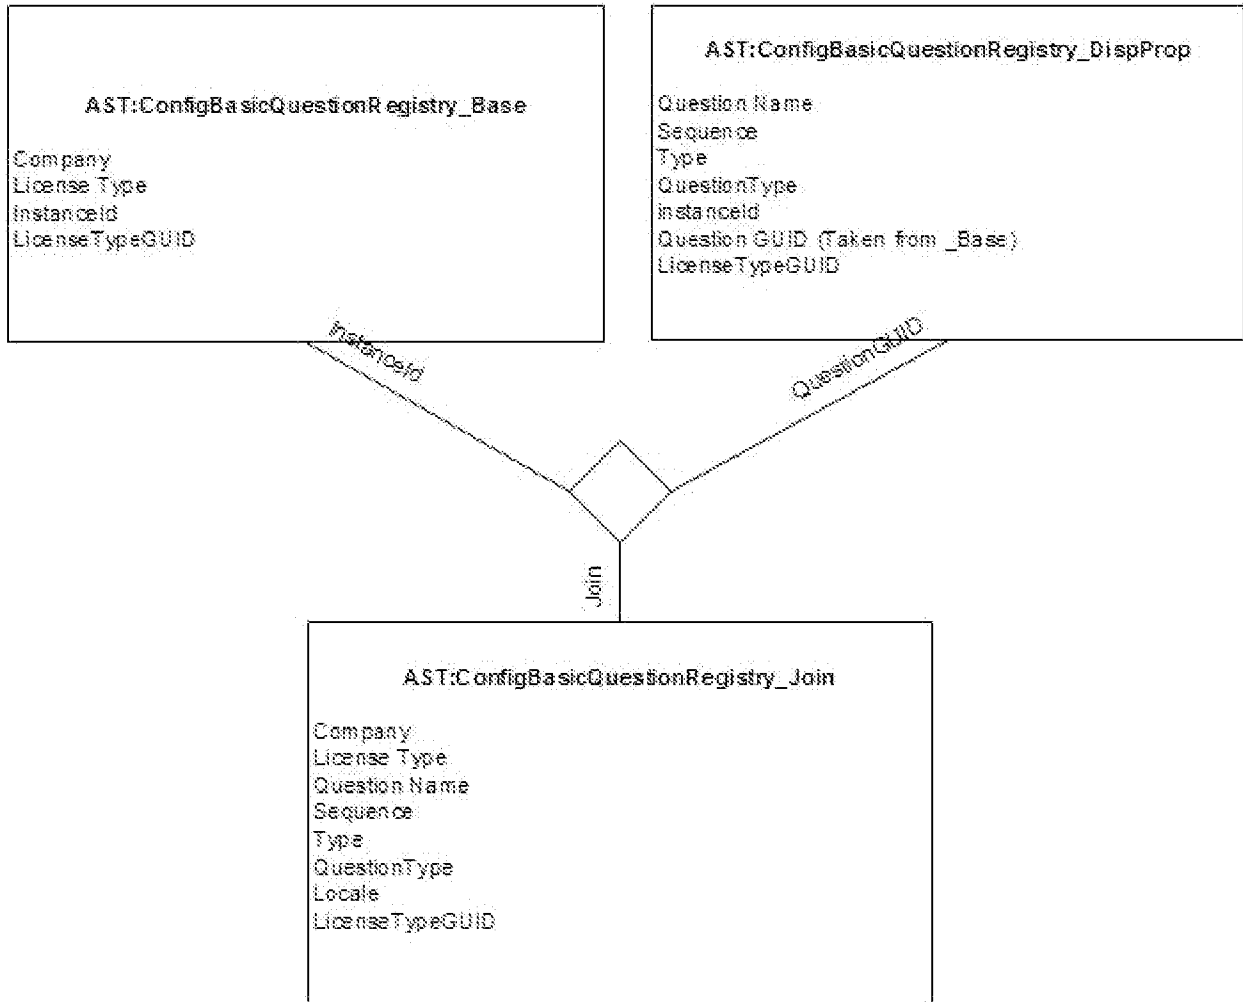 AST:ConfigBasicQuestionRegistry_Base
Company
License Type
InstanceId
LicenseTypeGUID
AST:ConfigBasicQuestionRegistry_DispProp
Question Name
Sequence
Type
QuestionType
instanceId
Question GUID (Taken from _Base)
LicenseTypeGUID
InstanceId
QuestionGUID
Join
AST:ConfigBasicQuestionRegistry_Join
Company
License Type
Question Name
Sequence
Type
QuestionType
Locale
LicenseTypeGUID